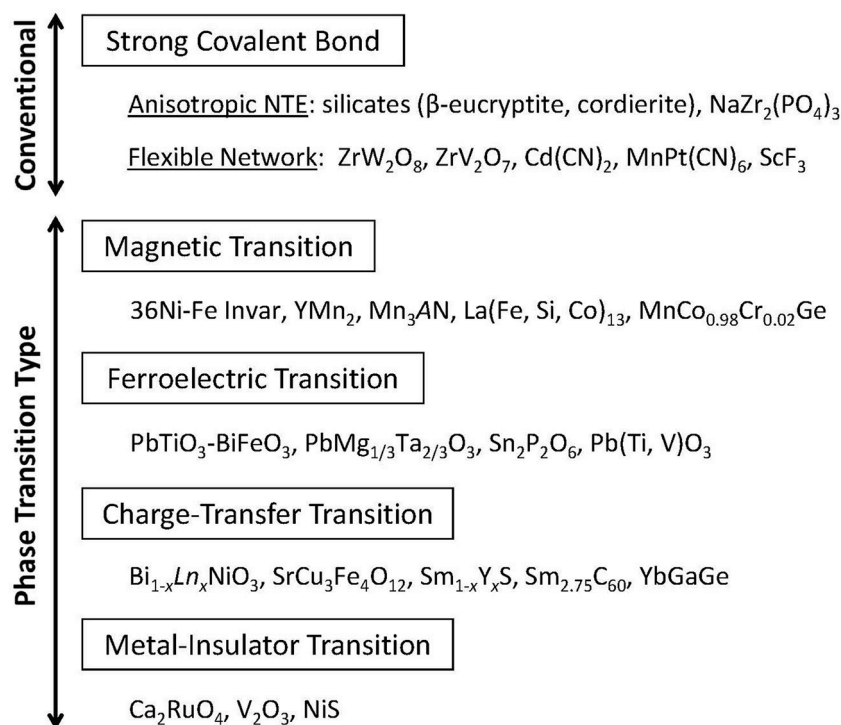 Conventional
Strong Covalent Bond
Anisotropic NTE: silicates (β-eucryptite, cordierite), NaZr₂(PO₄)₃
Flexible Network: ZrW₂O₈, ZrV₂O₇, Cd(CN)₂, MnPt(CN)₆, ScF₃
Phase Transition Type
Magnetic Transition
36Ni-Fe Invar, YMn₂, Mn₃AN, La(Fe, Si, Co)₁₃, MnCo₀.₉₈Cr₀.₀₂Ge
Ferroelectric Transition
PbTiO₃-BiFeO₃, PbMg₁/₃Ta₂/₃O₃, Sn₂P₂O₆, Pb(Ti, V)O₃
Charge-Transfer Transition
Bi₁₋ₓLnₓNiO₃, SrCu₃Fe₄O₁₂, Sm₁₋ₓYₓS, Sm₂.₇₅C₆₀, YbGaGe
Metal-Insulator Transition
Ca₂RuO₄, V₂O₃, NiS